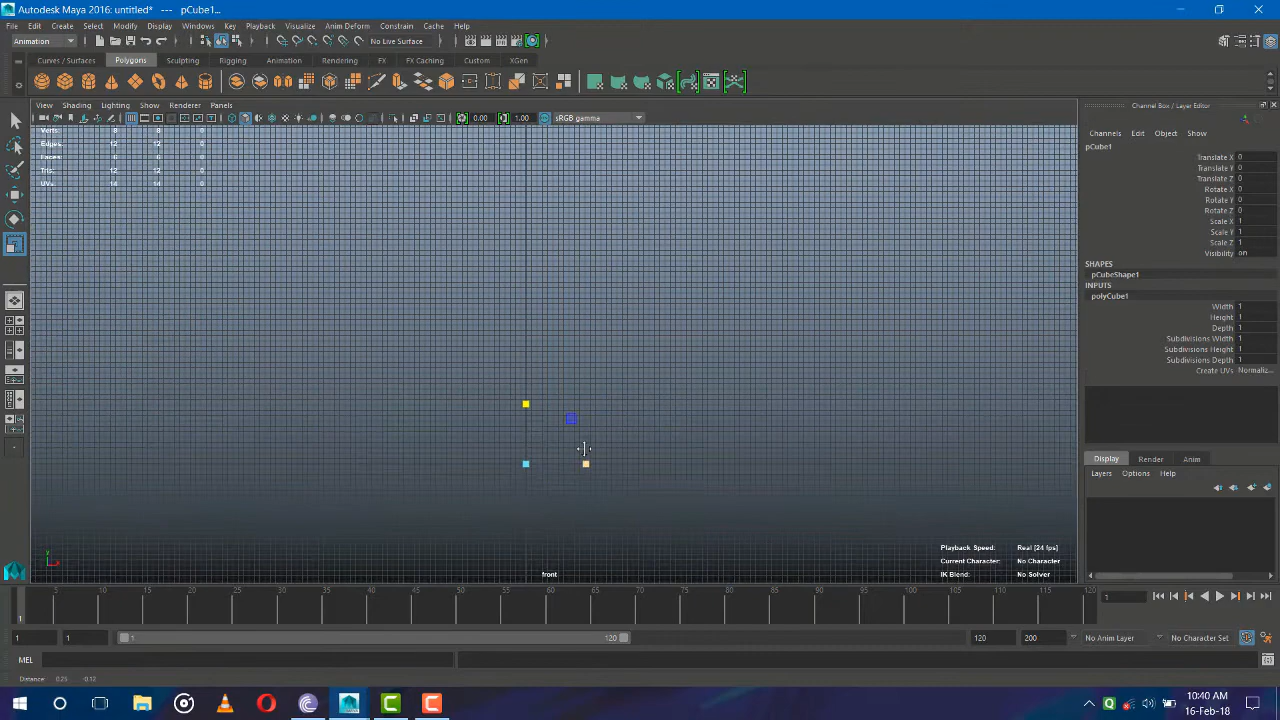 Autodesk Maya 2016: untitled* --- pCube1...
File Edit Create Select Modify Display Windows Key Playback Visualize Anim Deform Constrain Cache Help
Animation No Live Surface
Curves / Surfaces Polygons Sculpting Rigging Animation Rendering FX FX Caching Custom XGen
View Shading Lighting Show Renderer Panels
0.00 1.00 sRGB gamma
Verts: 8 8 0
Edges: 12 12 0
Faces: 6 6 0
Tris: 12 12 0
UVs: 14 14 0
Channel Box / Layer Editor
Channels Edit Object Show
pCube1
Translate X 0
Translate Y 0
Translate Z 0
Rotate X 0
Rotate Y 0
Rotate Z 0
Scale X 1
Scale Y 1
Scale Z 1
Visibility on
SHAPES
pCubeShape1
INPUTS
polyCube1
Width 1
Height 1
Depth 1
Subdivisions Width 1
Subdivisions Height 1
Subdivisions Depth 1
Create UVs Normaliz...
Display Render Anim
Layers Options Help
Playback Speed: Real [24 fps]
Current Character: No Character
IK Blend: No Solver
y
x
front
5 10 15 20 25 30 35 40 45 50 55 60 65 70 75 80 85 90 95 100 105 110 115 120
1
1
1 1 1 120 120 200 No Anim Layer No Character Set
MEL
Distance: 0.25 -0.12
10:40 AM
16-Feb-18